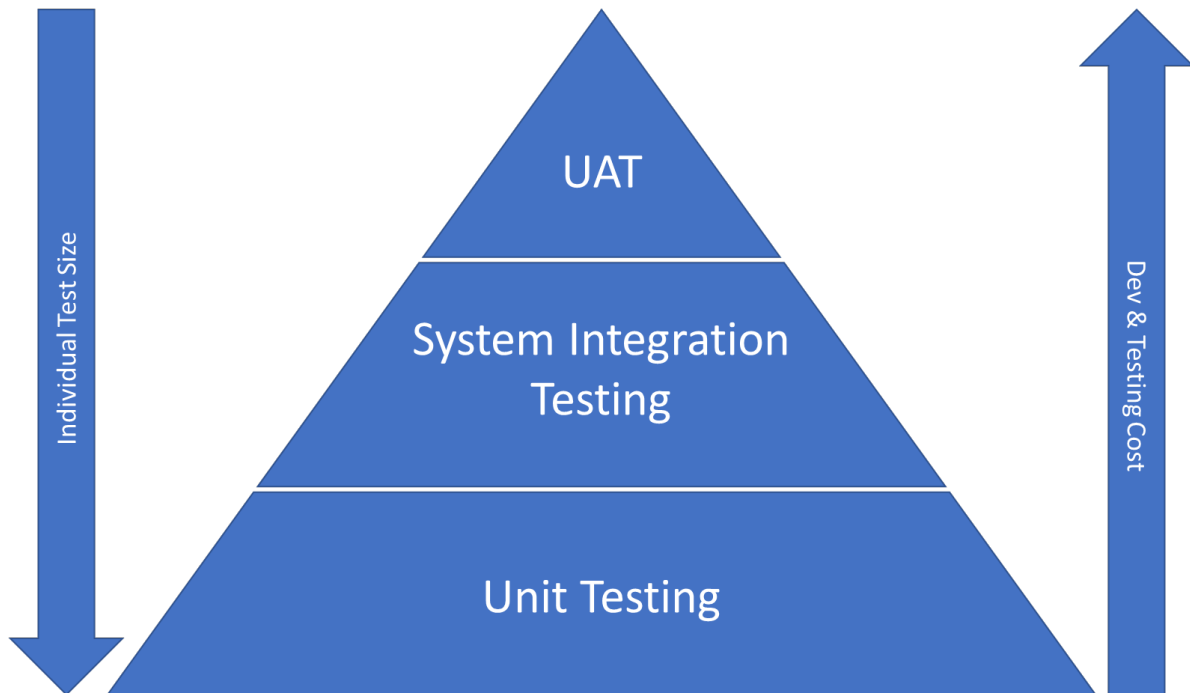 UAT
System Integration
Testing
Unit Testing
Individual Test Size
Dev & Testing Cost